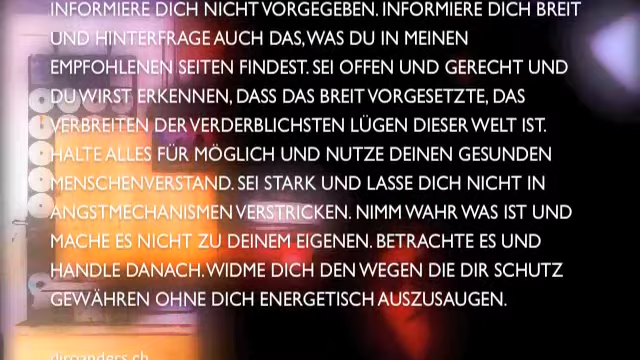 INFORMIERE DICH NICHT VORGEGEBEN. INFORMIERE DICH BREIT
UND HINTERFRAGE AUCH DAS, WAS DU IN MEINEN
EMPFOHLENEN SEITEN FINDEST. SEI OFFEN UND GERECHT UND
DU WIRST ERKENNEN, DASS DAS BREIT VORGESETZTE, DAS
VERBREITEN DER VERDERBLICHSTEN LÜGEN DIESER WELT IST.
HALTE ALLES FÜR MÖGLICH UND NUTZE DEINEN GESUNDEN
MENSCHENVERSTAND. SEI STARK UND LASSE DICH NICHT IN
ANGSTMECHANISMEN VERSTRICKEN. NIMM WAHR WAS IST UND
MACHE ES NICHT ZU DEINEM EIGENEN. BETRACHTE ES UND
HANDLE DANACH. WIDME DICH DEN WEGEN DIE DIR SCHUTZ
GEWÄHREN OHNE DICH ENERGETISCH AUSZUSAUGEN.